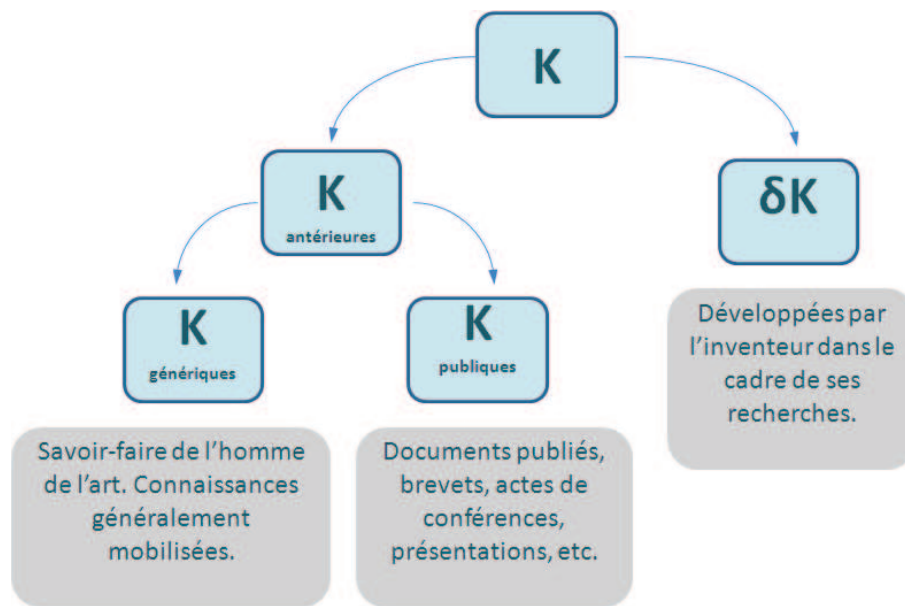 K
K
antérieures
δK
K
génériques
K
publiques
Développées par
l'inventeur dans le
cadre de ses
recherches.
Savoir-faire de l'homme
de l'art. Connaissances
généralement
mobilisées.
Documents publiés,
brevets, actes de
conférences,
présentations, etc.